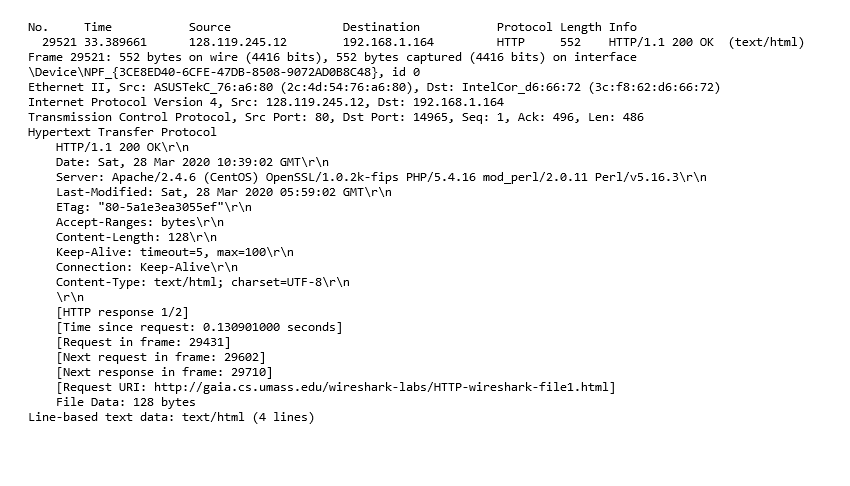 No.     Time           Source                Destination           Protocol Length Info
  29521 33.389661      128.119.245.12        192.168.1.164         HTTP     552    HTTP/1.1 200 OK  (text/html)
Frame 29521: 552 bytes on wire (4416 bits), 552 bytes captured (4416 bits) on interface
\Device\NPF_{3CE8ED40-6CFE-47DB-8508-9072AD0B8C48}, id 0
Ethernet II, Src: ASUSTekC_76:a6:80 (2c:4d:54:76:a6:80), Dst: IntelCor_d6:66:72 (3c:f8:62:d6:66:72)
Internet Protocol Version 4, Src: 128.119.245.12, Dst: 192.168.1.164
Transmission Control Protocol, Src Port: 80, Dst Port: 14965, Seq: 1, Ack: 496, Len: 486
Hypertext Transfer Protocol
    HTTP/1.1 200 OK\r\n
    Date: Sat, 28 Mar 2020 10:39:02 GMT\r\n
    Server: Apache/2.4.6 (CentOS) OpenSSL/1.0.2k-fips PHP/5.4.16 mod_perl/2.0.11 Perl/v5.16.3\r\n
    Last-Modified: Sat, 28 Mar 2020 05:59:02 GMT\r\n
    ETag: "80-5a1e3ea3055ef"\r\n
    Accept-Ranges: bytes\r\n
    Content-Length: 128\r\n
    Keep-Alive: timeout=5, max=100\r\n
    Connection: Keep-Alive\r\n
    Content-Type: text/html; charset=UTF-8\r\n
    \r\n
    [HTTP response 1/2]
    [Time since request: 0.130901000 seconds]
    [Request in frame: 29431]
    [Next request in frame: 29602]
    [Next response in frame: 29710]
    [Request URI: http://gaia.cs.umass.edu/wireshark-labs/HTTP-wireshark-file1.html]
    File Data: 128 bytes
Line-based text data: text/html (4 lines)